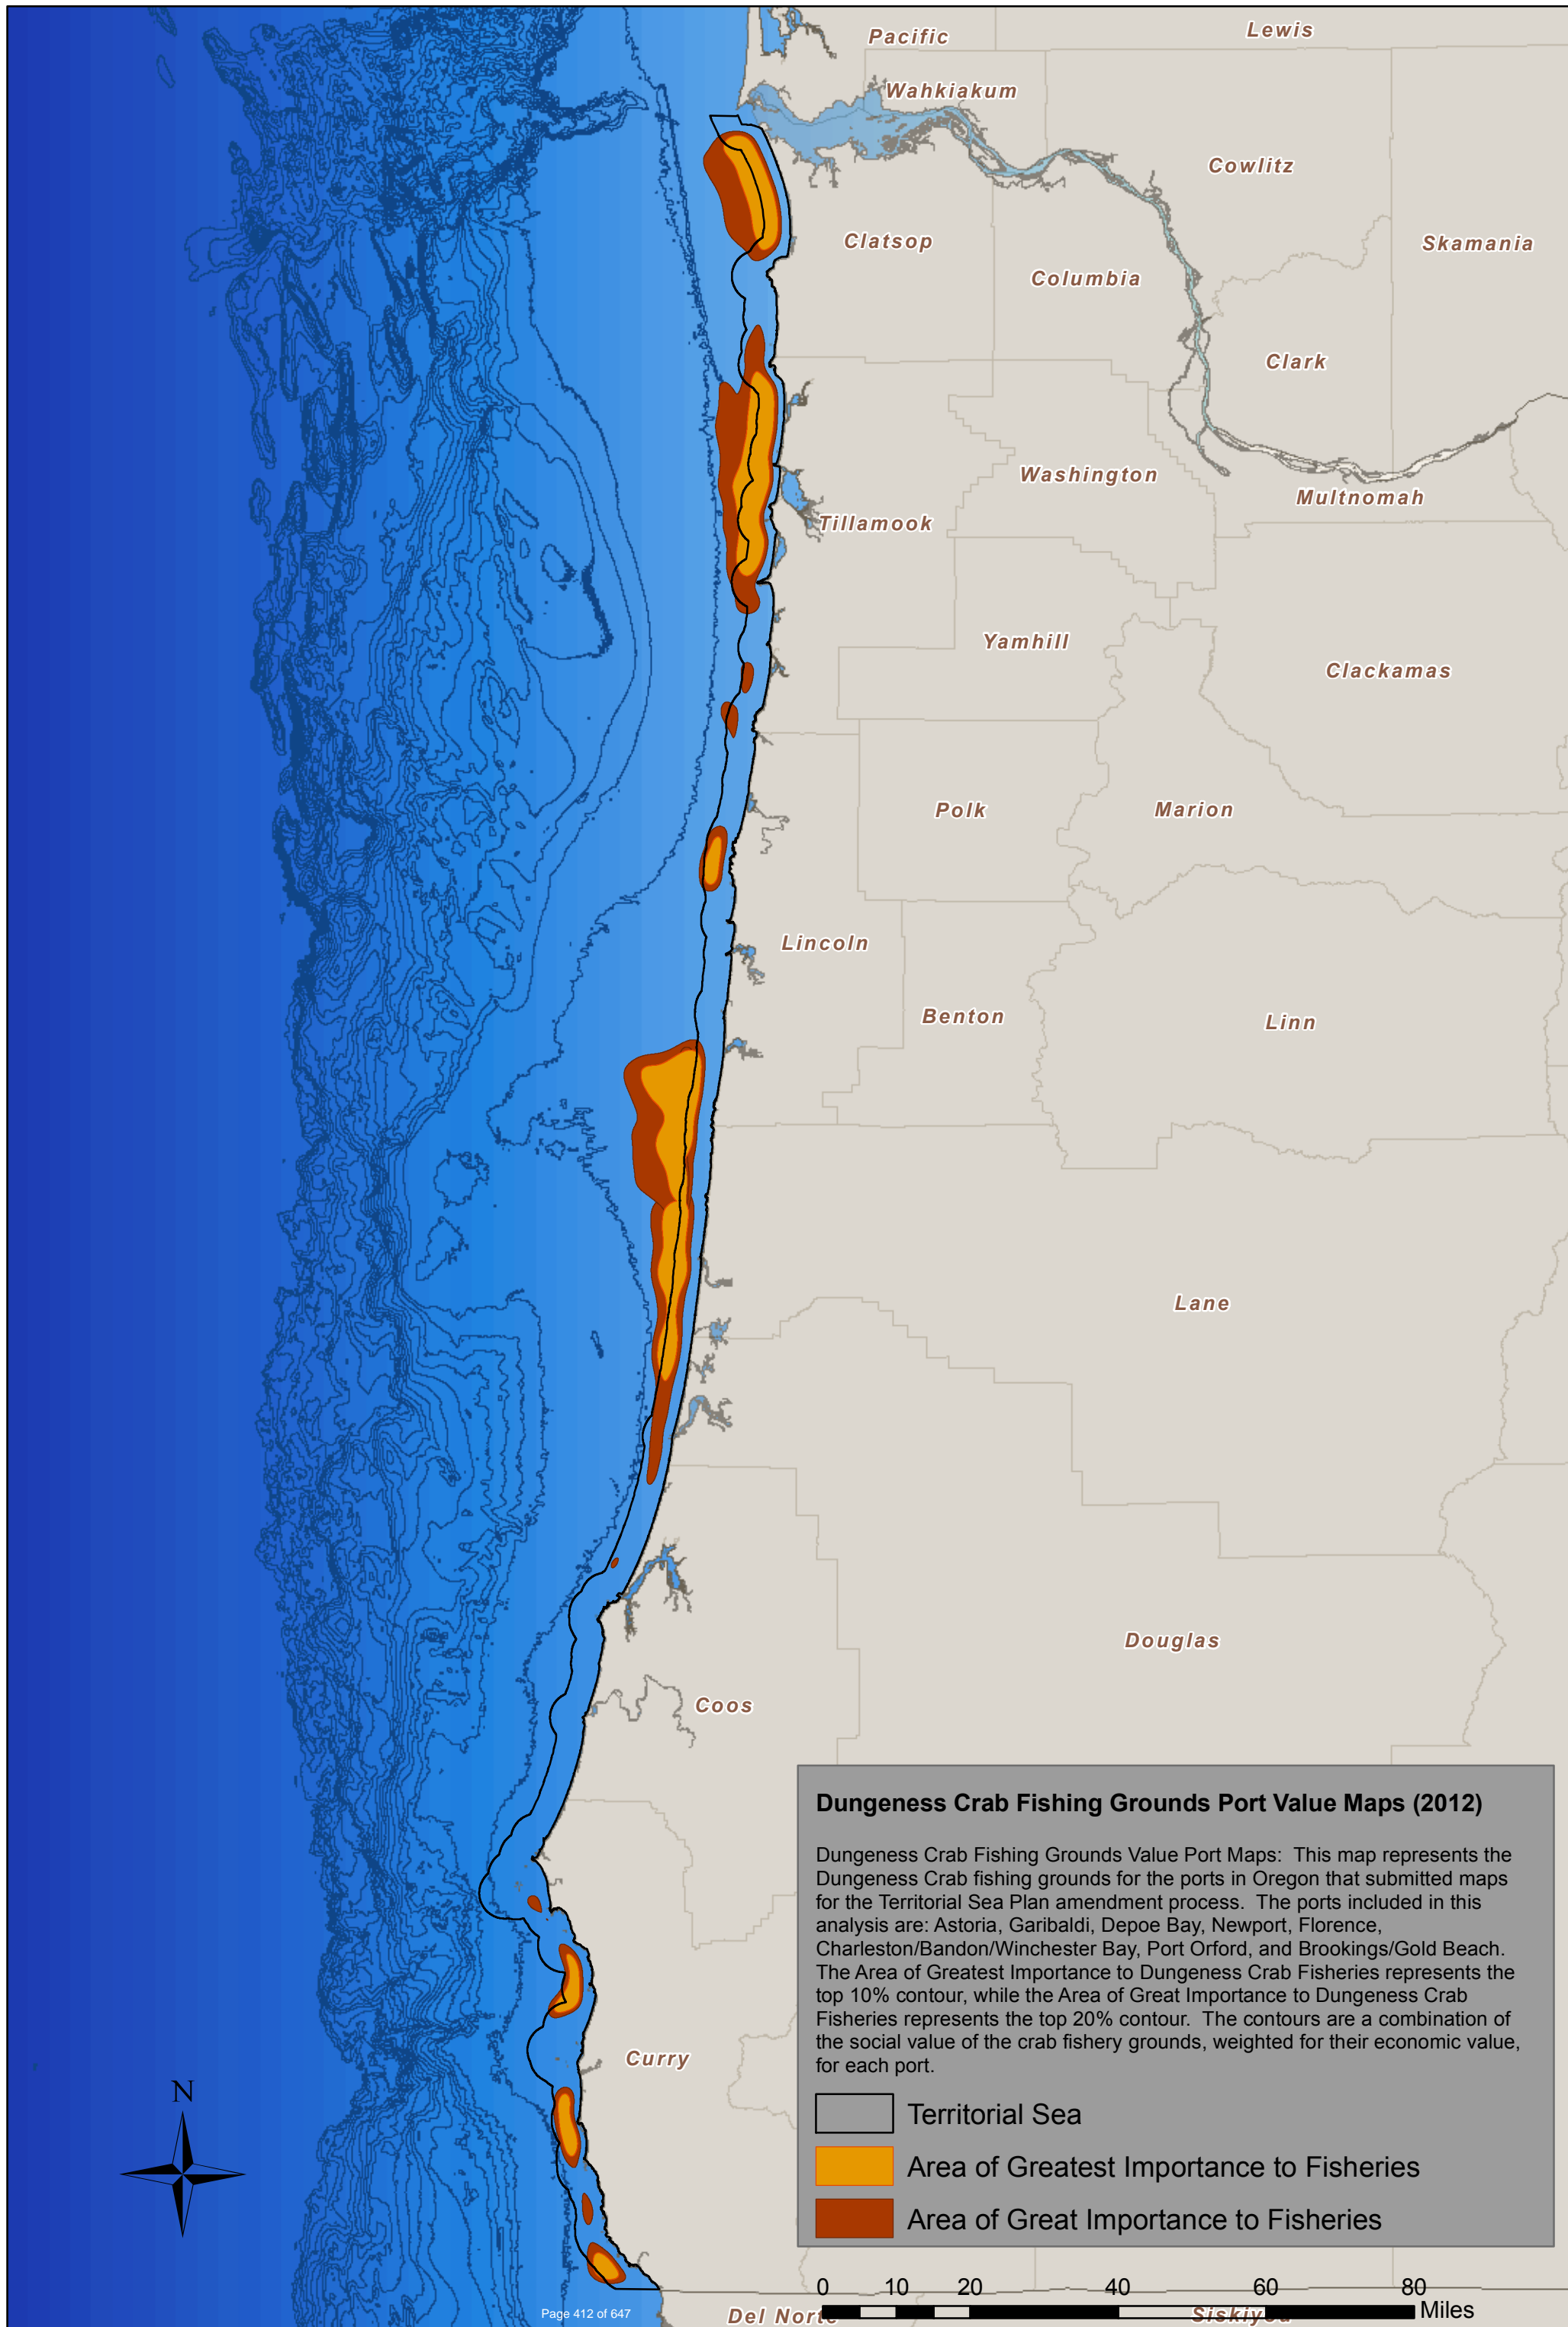 Pacific
Lewis
Wahkiakum
Cowlitz
Clatsop
Skamania
Columbia
Clark
Washington
Multnomah
Tillamook
Yamhill
Clackamas
Polk
Marion
Lincoln
Benton
Linn
Lane
Douglas
Coos
Curry
N
Dungeness Crab Fishing Grounds Port Value Maps (2012)
Dungeness Crab Fishing Grounds Value Port Maps: This map represents the
Dungeness Crab fishing grounds for the ports in Oregon that submitted maps
for the Territorial Sea Plan amendment process. The ports included in this
analysis are: Astoria, Garibaldi, Depoe Bay, Newport, Florence,
Charleston/Bandon/Winchester Bay, Port Orford, and Brookings/Gold Beach.
The Area of Greatest Importance to Dungeness Crab Fisheries represents the
top 10% contour, while the Area of Great Importance to Dungeness Crab
Fisheries represents the top 20% contour. The contours are a combination of
the social value of the crab fishery grounds, weighted for their economic value,
for each port.
Territorial Sea
Area of Greatest Importance to Fisheries
Area of Great Importance to Fisheries
0 10 20 40 60 80
Miles
Page 412 of 647
Del Norte
Siskiyou